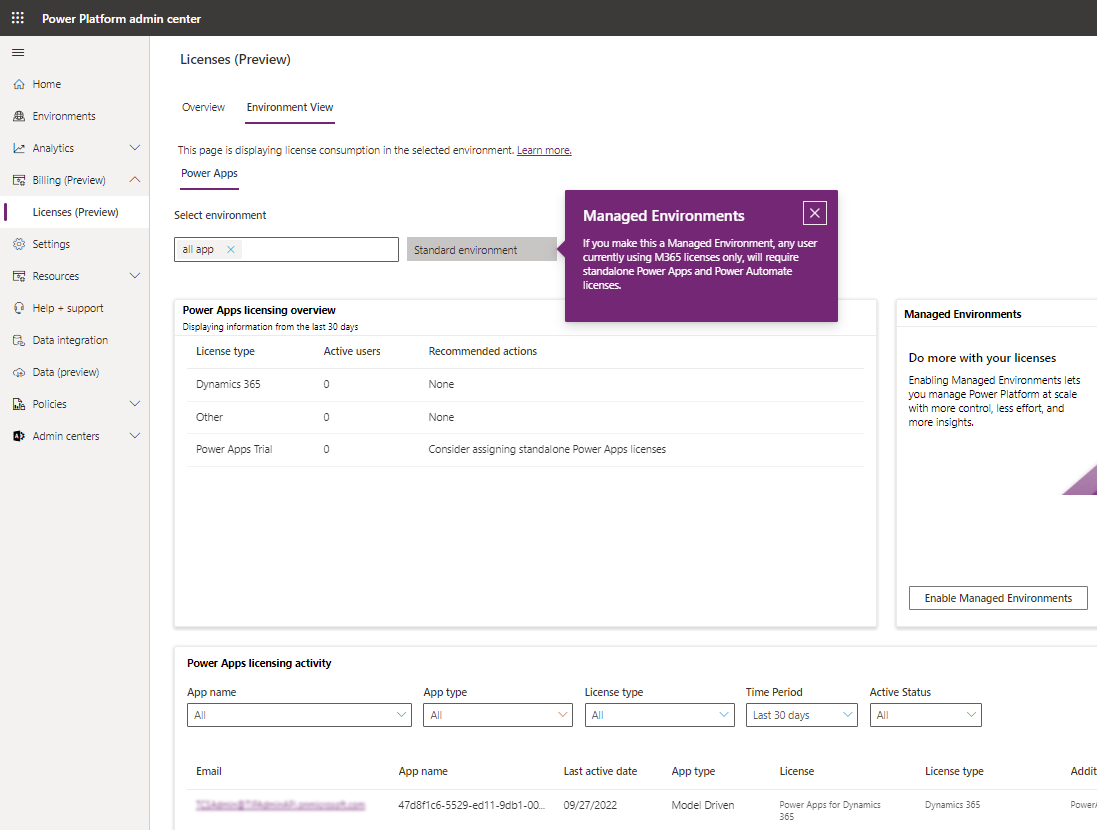 Power Platform admin center
Home
Environments
Analytics
Billing (Preview)
Licenses (Preview)
Settings
Resources
Help + support
Data integration
Data (preview)
Policies
Admin centers
Licenses (Preview)
Overview
Environment View
This page is displaying license consumption in the selected environment. Learn more.
Power Apps
Select environment
all app
Standard environment
Managed Environments
If you make this a Managed Environment, any user
currently using M365 licenses only, will require
standalone Power Apps and Power Automate
licenses.
Power Apps licensing overview
Displaying information from the last 30 days
License type Active users Recommended actions
Dynamics 365 0 None
Other 0 None
Power Apps Trial 0 Consider assigning standalone Power Apps licenses
Managed Environments
Do more with your licenses
Enabling Managed Environments lets
you manage Power Platform at scale
with more control, less effort, and
more insights.
Enable Managed Environments
Power Apps licensing activity
App name App type License type Time Period Active Status
All All All Last 30 days All
Email App name Last active date App type License License type Addit
47d8f1c6-5529-ed11-9db1-00... 09/27/2022 Model Driven Power Apps for Dynamics Dynamics 365 PowerA
365